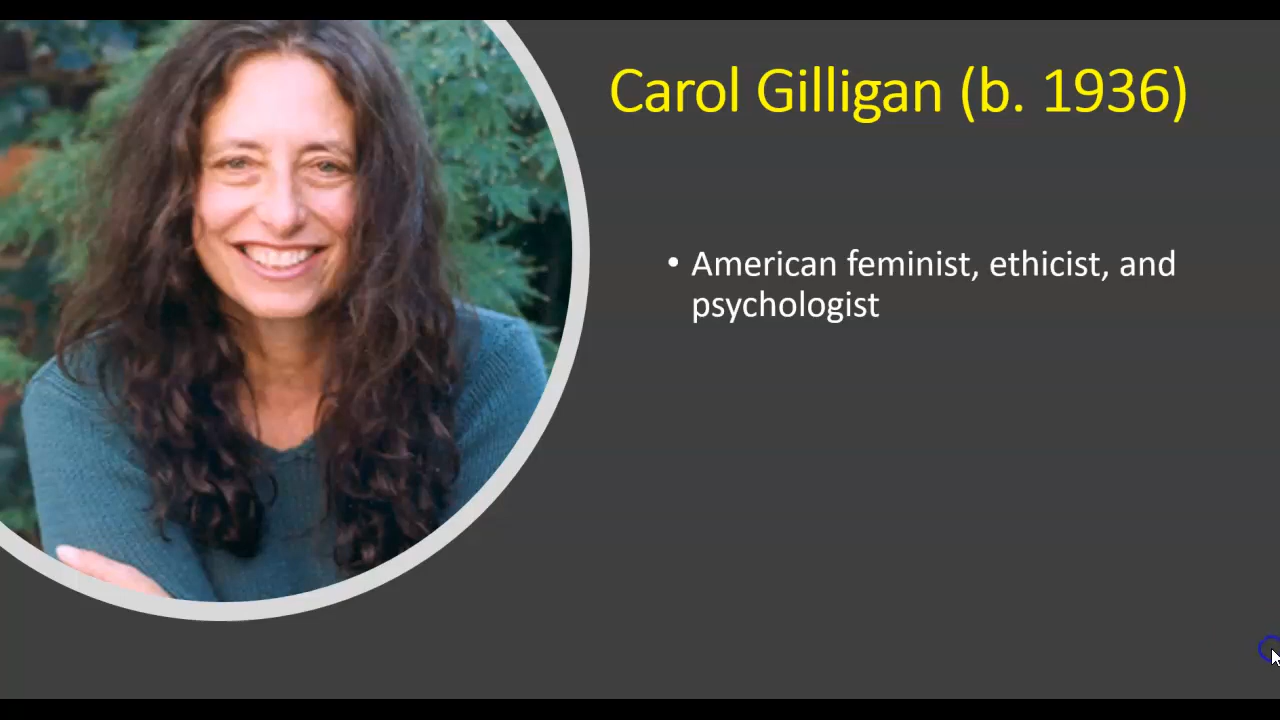 Carol Gilligan (b. 1936)
• American feminist, ethicist, and
psychologist